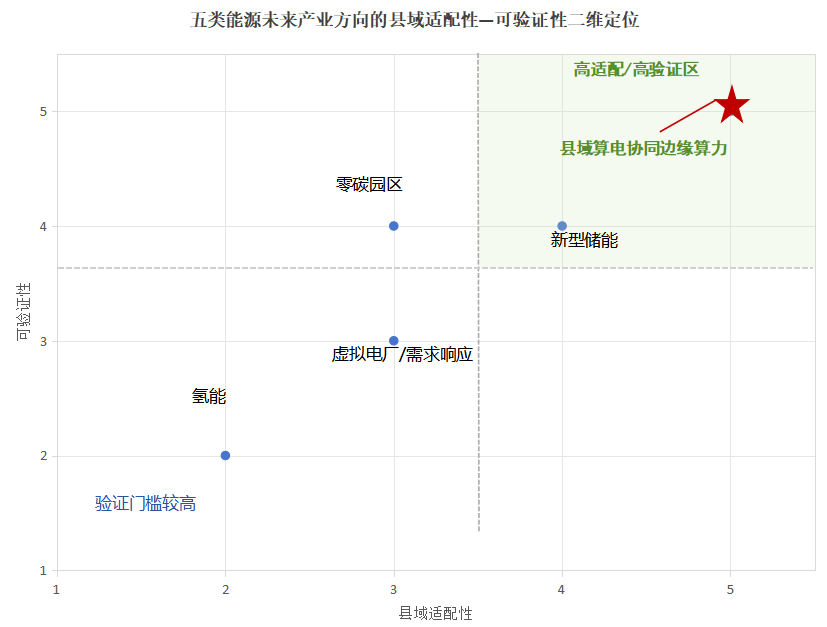 五类能源未来产业方向的县域适配性—可验证性二维定位
高适配/高验证区
5
县域算电协同边缘算力
零碳园区
4
新型储能
可验证性
3
虚拟电厂/需求响应
氢能
2
验证门槛较高
1
1
2
3
4
5
县域适配性